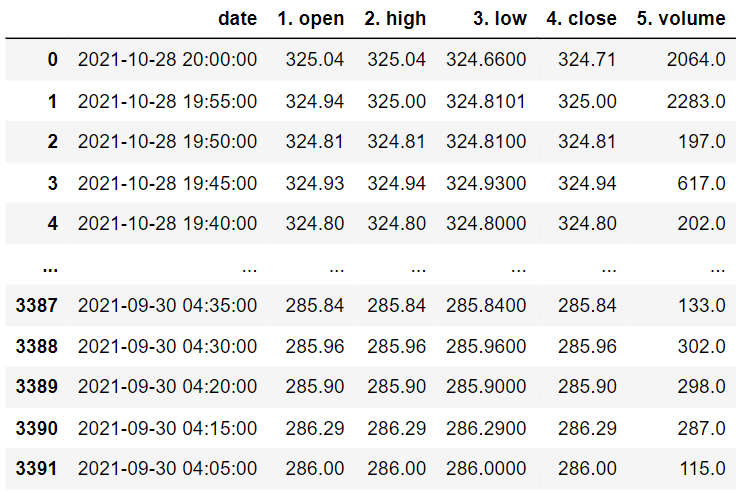 date 1. open 2. high 3. low 4. close 5. volume
0 2021-10-28 20:00:00 325.04 325.04 324.6600 324.71 2064.0
1 2021-10-28 19:55:00 324.94 325.00 324.8101 325.00 2283.0
2 2021-10-28 19:50:00 324.81 324.81 324.8100 324.81 197.0
3 2021-10-28 19:45:00 324.93 324.94 324.9300 324.94 617.0
4 2021-10-28 19:40:00 324.80 324.80 324.8000 324.80 202.0
... ... ... ... ... ... ...
3387 2021-09-30 04:35:00 285.84 285.84 285.8400 285.84 133.0
3388 2021-09-30 04:30:00 285.96 285.96 285.9600 285.96 302.0
3389 2021-09-30 04:20:00 285.90 285.90 285.9000 285.90 298.0
3390 2021-09-30 04:15:00 286.29 286.29 286.2900 286.29 287.0
3391 2021-09-30 04:05:00 286.00 286.00 286.0000 286.00 115.0